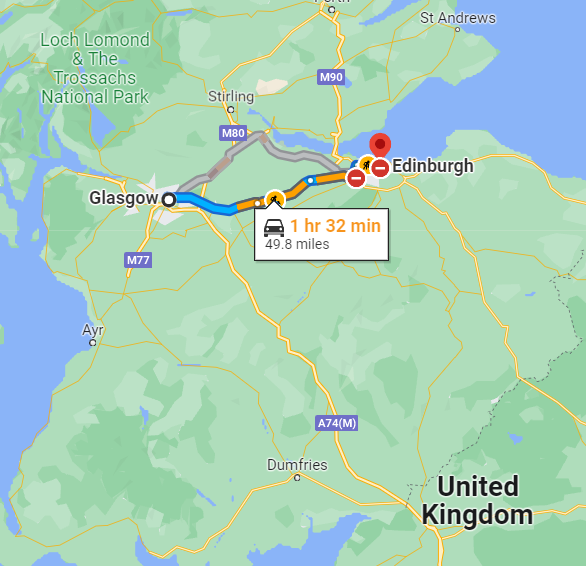 Perth
St Andrews
Loch Lomond
& The
Trossachs
National Park
M90
Stirling
M80
Edinburgh
Glasgow
1 hr 32 min
49.8 miles
M77
Ayr
A74(M)
Dumfries
United
Kingdom